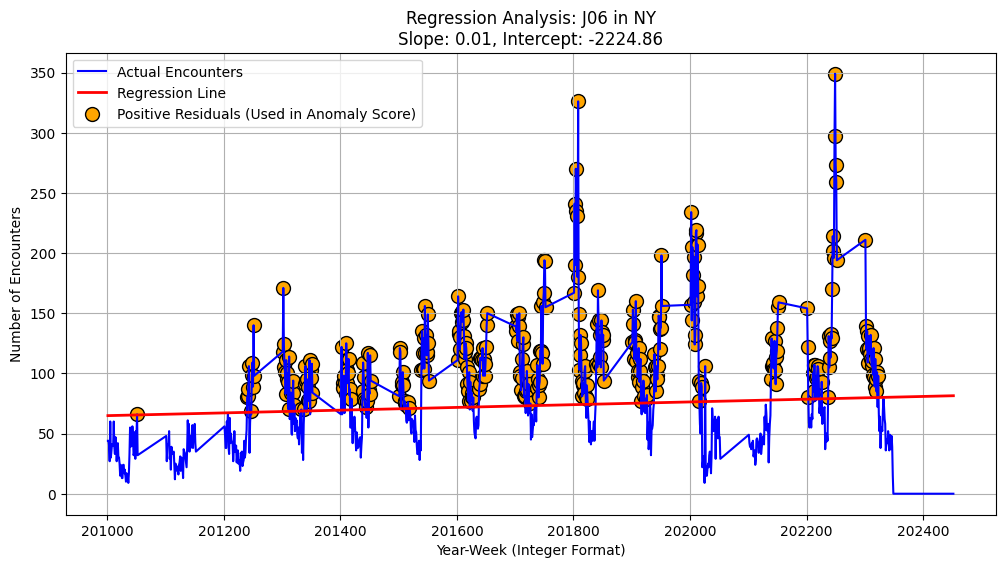 Regression Analysis: J06 in NY
Slope: 0.01, Intercept: -2224.86
Actual Encounters
Regression Line
Positive Residuals (Used in Anomaly Score)
Number of Encounters
350
300
250
200
150
100
50
0
201000
201200
201400
201600
201800
202000
202200
202400
Year-Week (Integer Format)